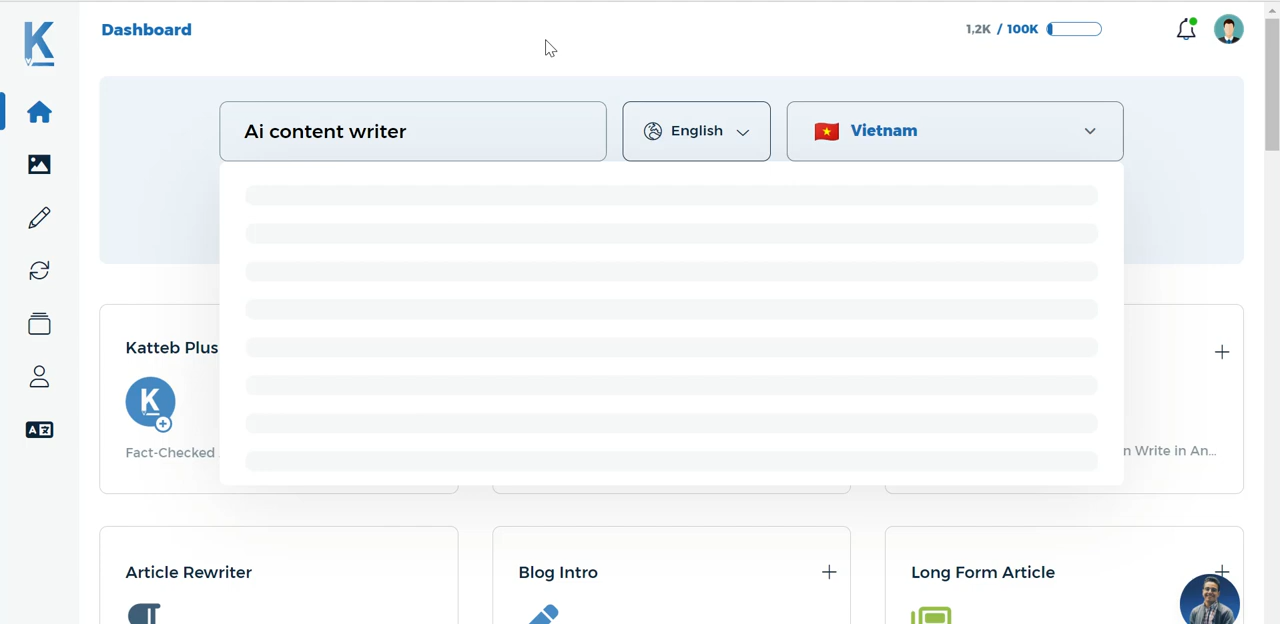 Dashboard
1,2K / 100K
Ai content writer
English
Vietnam
Katteb Plus
K
Fact-Checked
n Write in An...
Article Rewriter
Blog Intro
Long Form Article